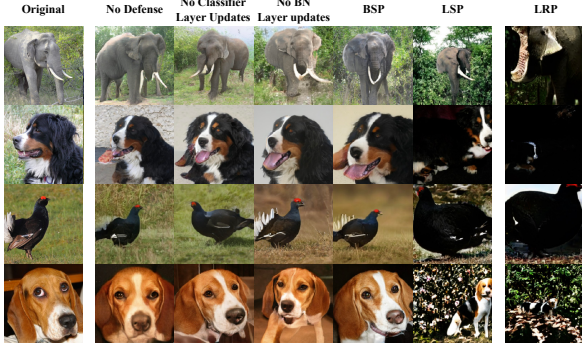 Original
No Defense
No Classifier
Layer Updates
No BN
Layer updates
BSP
LSP
LRP